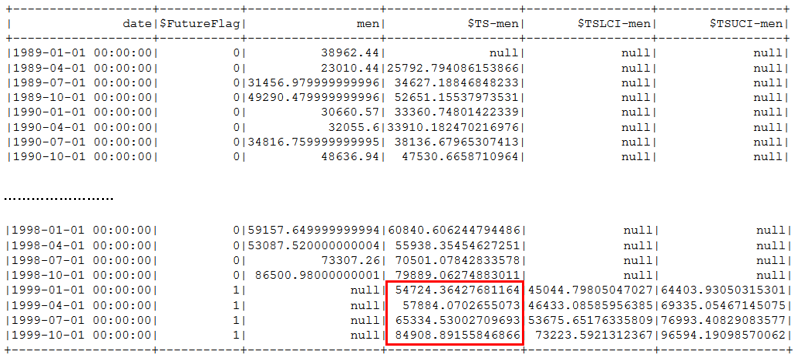 +-------------------+-----------+------------------+------------------+------------------+------------------+
|               date|$FutureFlag|               men|           $TS-men|        $TSLCI-men|        $TSUCI-men|
+-------------------+-----------+------------------+------------------+------------------+------------------+
|1989-01-01 00:00:00|          0|          38962.44|              null|              null|              null|
|1989-04-01 00:00:00|          0|          23010.44|25792.794086153866|              null|              null|
|1989-07-01 00:00:00|          0|31456.979999999996| 34627.18846848233|              null|              null|
|1989-10-01 00:00:00|          0|49290.479999999996| 52651.15537973531|              null|              null|
|1990-01-01 00:00:00|          0|          30660.57| 33360.74801422339|              null|              null|
|1990-04-01 00:00:00|          0|           32055.6|33910.182470216976|              null|              null|
|1990-07-01 00:00:00|          0|34816.759999999995| 38136.67965307413|              null|              null|
|1990-10-01 00:00:00|          0|          48636.94|  47530.6658710964|              null|              null|
........................
|1998-01-01 00:00:00|          0|59157.649999999994|60840.606244794486|              null|              null|
|1998-04-01 00:00:00|          0|53087.520000000004| 55938.35454627251|              null|              null|
|1998-07-01 00:00:00|          0|          73307.26| 70501.07842833578|              null|              null|
|1998-10-01 00:00:00|          0| 86500.98000000001| 79889.06274883011|              null|              null|
|1999-01-01 00:00:00|          1|              null| 54724.36427681164|45044.79805047027|64403.93050315301|
|1999-04-01 00:00:00|          1|              null|  57884.0702655073|46433.08585956385|69335.05467145075|
|1999-07-01 00:00:00|          1|              null| 65334.53002709693|53675.65176335809|76993.40829083577|
|1999-10-01 00:00:00|          1|              null| 84908.89155846866| 73223.5921312367|96594.19098570062|
+-------------------+-----------+------------------+------------------+------------------+------------------+